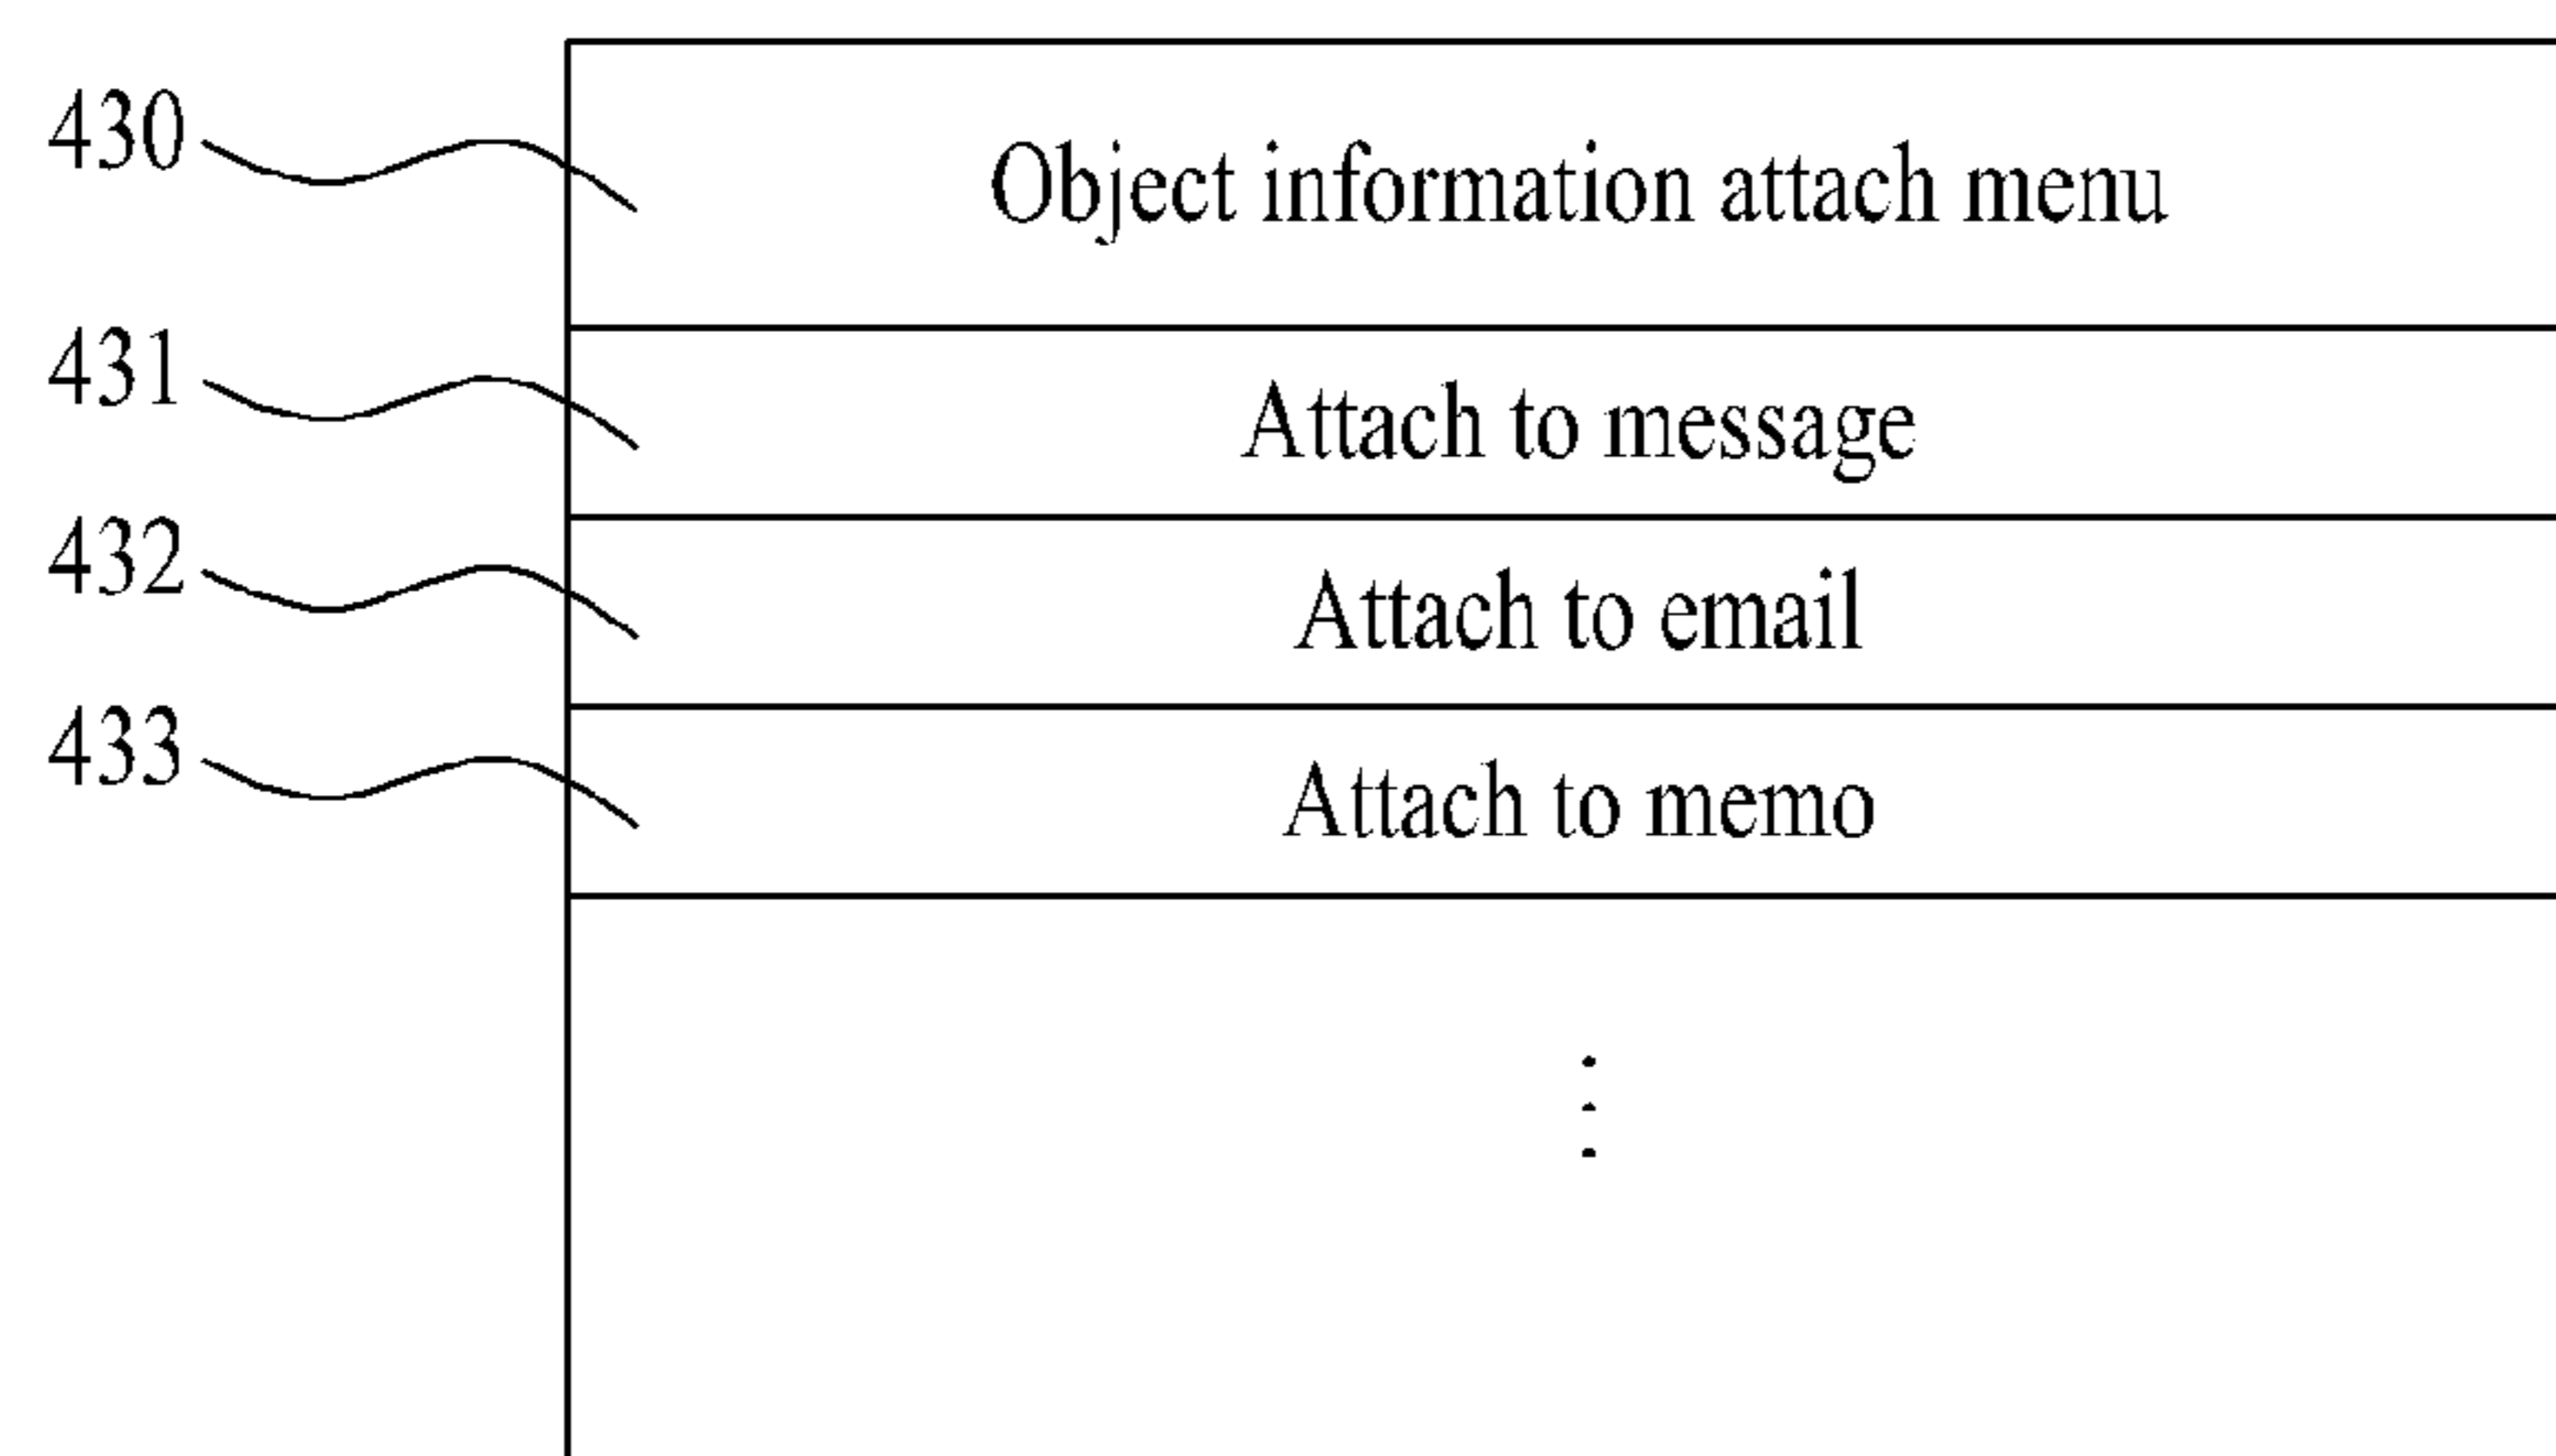 430 Object information attach menu
431 Attach to message
432 Attach to email
433 Attach to memo